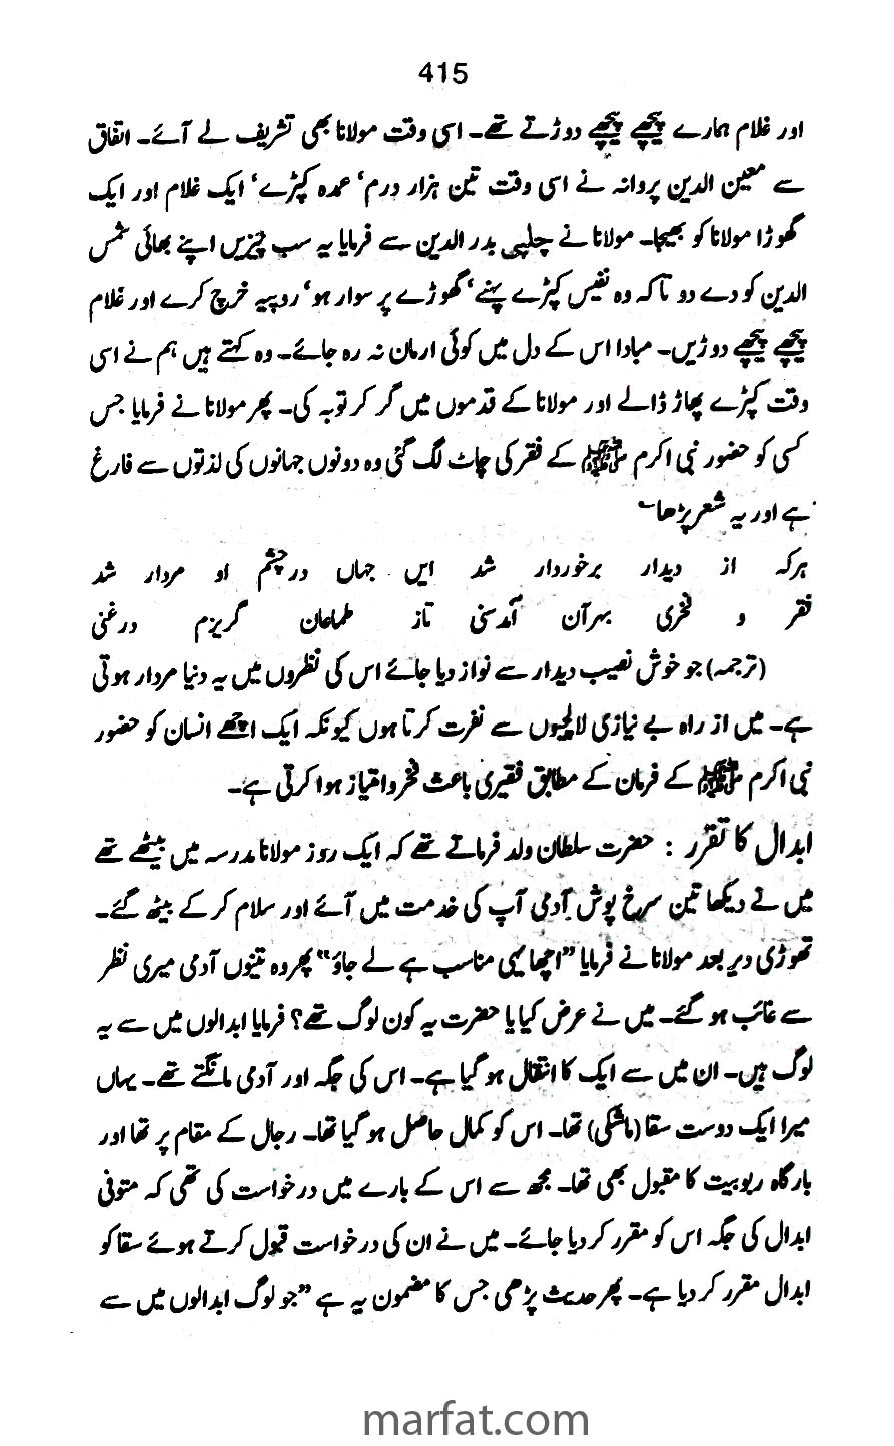 415
اور غلام ہمارے پیچھے پیچھے دوڑتے تھے۔ اسی وقت مولانا بھی تشریف لے آئے۔ اتفاق
سے معین الدین پروانہ نے اسی وقت تین ہزار درم، عمدہ کپڑے، ایک غلام اور ایک
گھوڑا مولانا کو بھیجا۔ مولانا نے چلپی بدر الدین سے فرمایا یہ سب چیزیں اپنے بھائی شمس
الدین کو دے دو تاکہ وہ نفیس کپڑے پہنے، گھوڑے پر سوار ہو، روپیہ خرچ کرے اور غلام
پیچھے پیچھے دوڑیں۔ مبادا اس کے دل میں کوئی ارمان نہ رہ جائے۔ وہ کہتے ہیں ہم نے اسی
وقت کپڑے پھاڑ ڈالے اور مولانا کے قدموں میں گر کر توبہ کی۔ پھر مولانا نے فرمایا جس
کسی کو حضور نبی اکرم ﷺ کے فقر کی چاٹ لگ گئی وہ دونوں جہانوں کی لذتوں سے فارغ
ہے اور یہ شعر پڑھا؎
ہرکہ از دیدار برخوردار شد ایں جہاں درچشم او مردار شد
فقر و فخری بہرآن آمد سنی تاز طماعان گریزم درغنی
(ترجمہ) جو خوش نصیب دیدار سے نواز دیا جائے اس کی نظروں میں یہ دنیا مردار ہوتی
ہے۔ میں از راہ بے نیازی لالچیوں سے نفرت کرتا ہوں کیونکہ ایک اچھے انسان کو حضور
نبی اکرم ﷺ کے فرمان کے مطابق فقیری باعث فخر و امتیاز ہوا کرتی ہے۔
ابدال کا تقرر : حضرت سلطان ولد فرماتے تھے کہ ایک روز مولانا مدرسہ میں بیٹھے تھے
میں نے دیکھا تین سرخ پوش آدمی آپ کی خدمت میں آئے اور سلام کر کے بیٹھ گئے۔
تھوڑی دیر بعد مولانا نے فرمایا ”اچھا یہی مناسب ہے لے جاؤ“ پھر وہ تینوں آدمی میری نظر
سے غائب ہو گئے۔ میں نے عرض کیا یا حضرت یہ کون لوگ تھے؟ فرمایا ابدالوں میں سے یہ
لوگ ہیں۔ ان میں سے ایک کا انتقال ہو گیا ہے۔ اس کی جگہ اور آدمی مانگتے تھے۔ یہاں
میرا ایک دوست سقا (ماشکی) تھا۔ اس کو کمال حاصل ہو گیا تھا۔ رجال کے مقام پر تھا اور
بارگاہ ربوبیت کا مقبول بھی تھا۔ مجھ سے اس کے بارے میں درخواست کی تھی کہ متوفی
ابدال کی جگہ اس کو مقرر کر دیا جائے۔ میں نے ان کی درخواست قبول کرتے ہوئے سقا کو
ابدال مقرر کر دیا ہے۔ پھر حدیث پڑھی جس کا مضمون یہ ہے ”جو لوگ ابدالوں میں سے
marfat.com